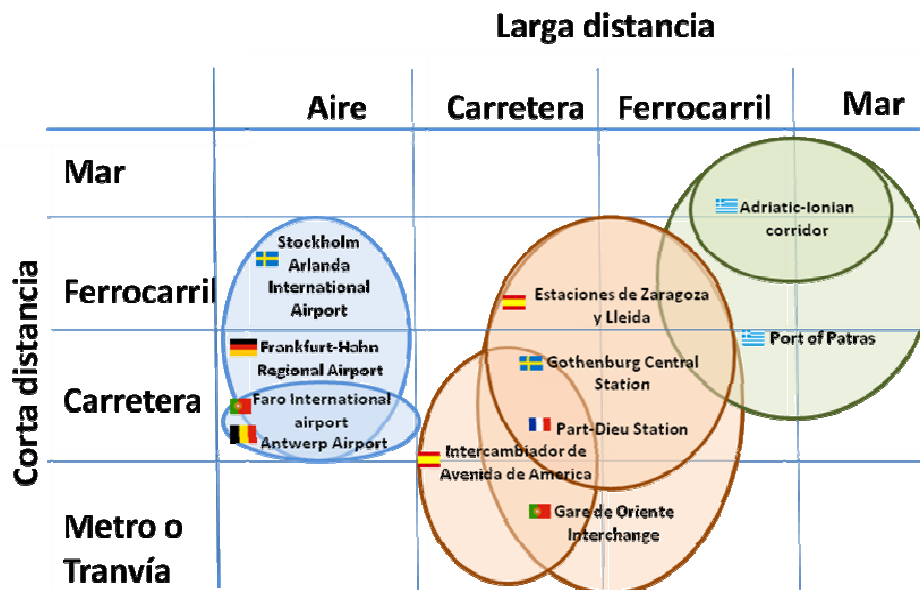 Larga distancia
Aire
Carretera
Ferrocarril
Mar
Corta distancia
Mar
Ferrocarril
Carretera
Metro o
Tranvía
Stockholm
Arlanda
International
Airport
Frankfurt-Hahn
Regional Airport
Faro International
airport
Antwerp Airport
Adriatic-Ionian
corridor
Estaciones de Zaragoza
y Lleida
Port of Patras
Gothenburg Central
Station
Part-Dieu Station
Intercambiador de
Avenida de America
Gare de Oriente
Interchange